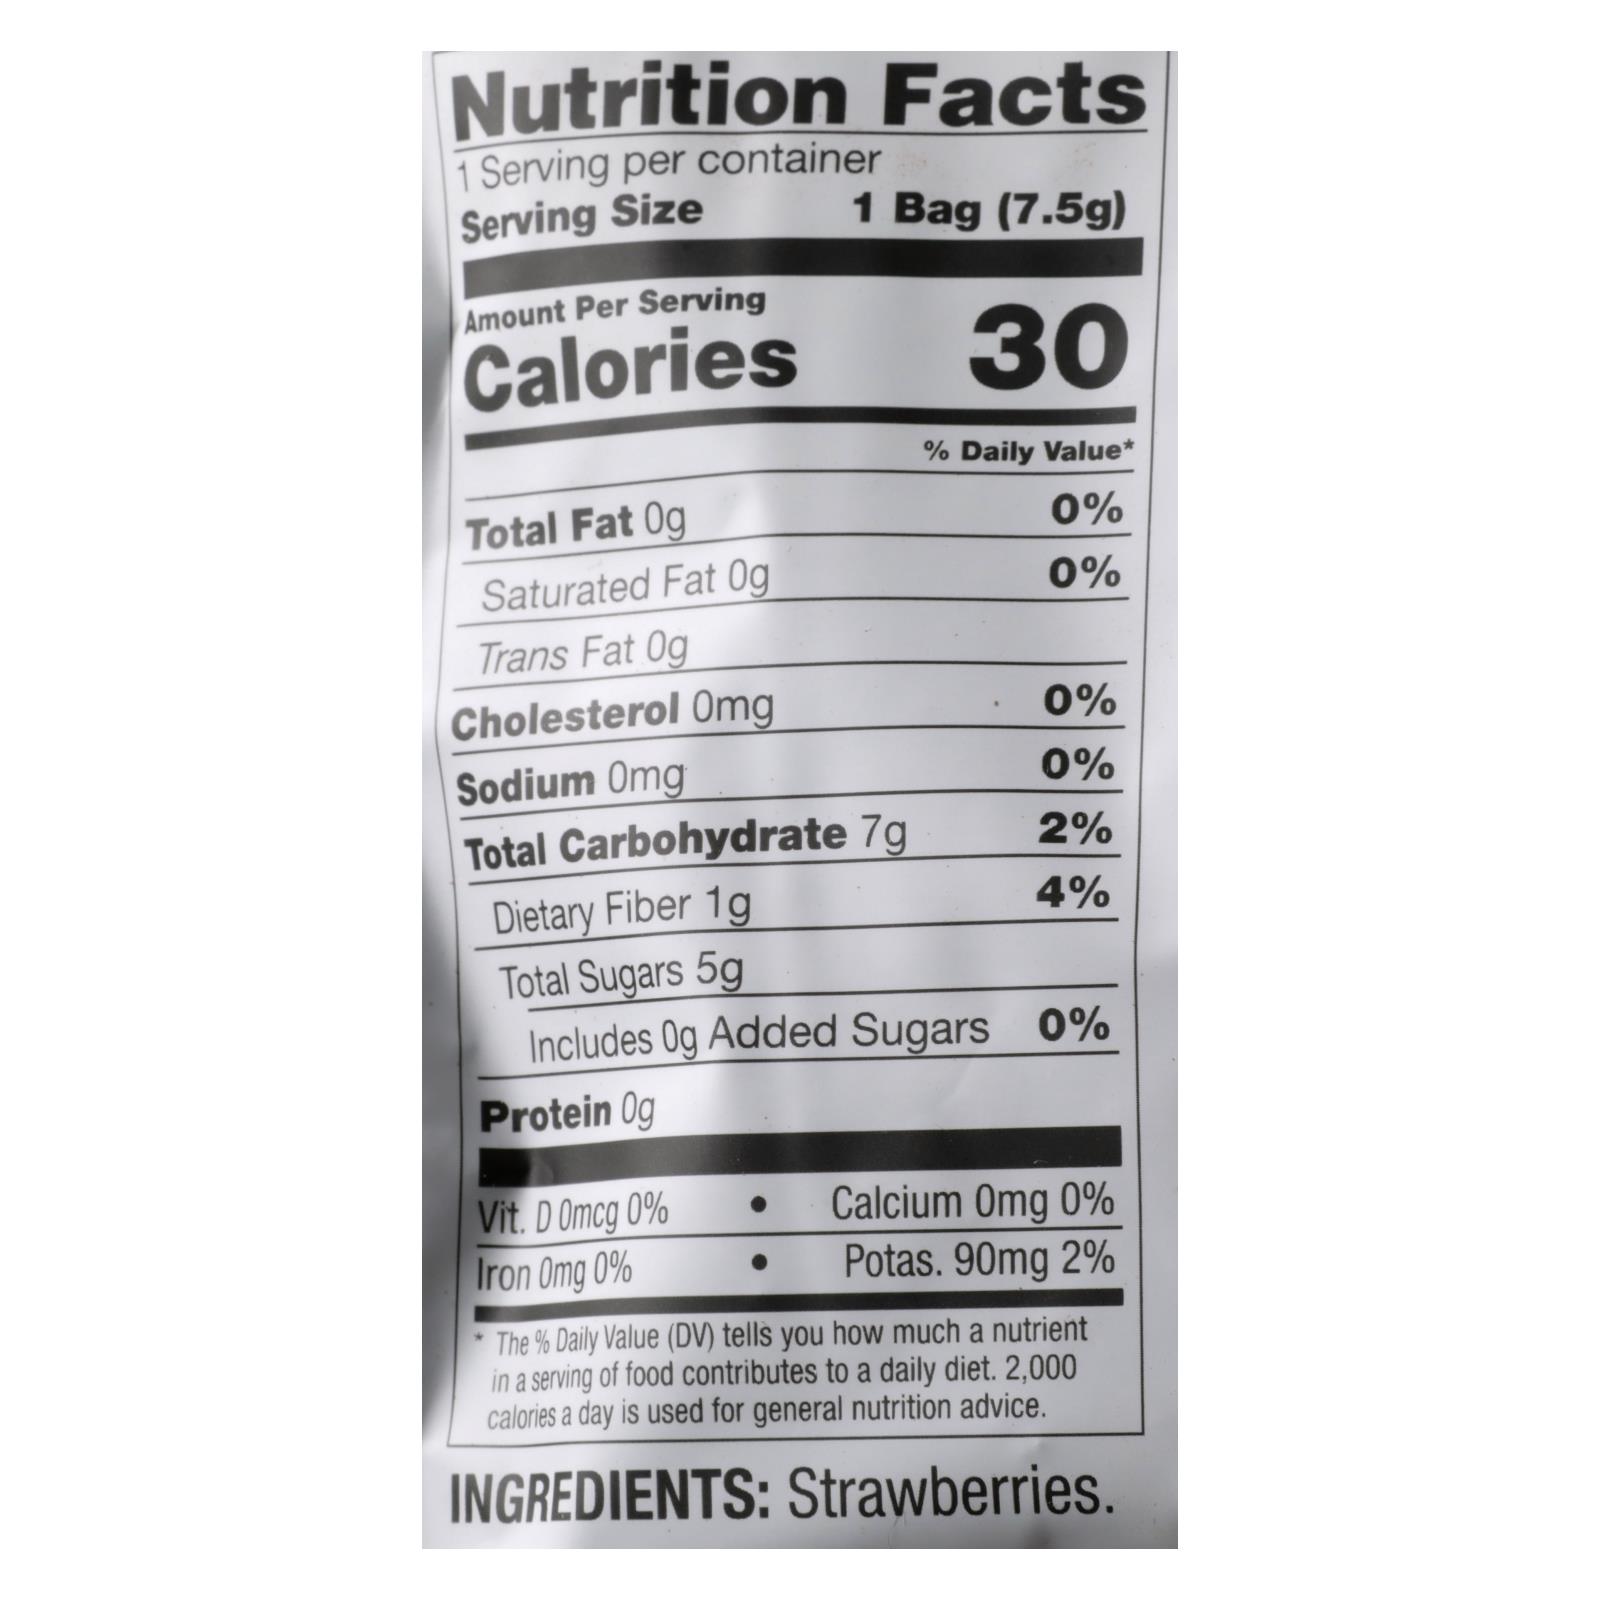 Nutrition Facts
1 Serving per container
Serving Size 1 Bag (7.5g)
Amount Per Serving
Calories 30
% Daily Value*
Total Fat 0g 0%
Saturated Fat 0g 0%
Trans Fat 0g
Cholesterol 0mg 0%
Sodium 0mg 0%
Total Carbohydrate 7g 2%
Dietary Fiber 1g 4%
Total Sugars 5g
Includes 0g Added Sugars 0%
Protein 0g
Vit. D 0mcg 0% • Calcium 0mg 0%
Iron 0mg 0% • Potas. 90mg 2%
* The % Daily Value (DV) tells you how much a nutrient
in a serving of food contributes to a daily diet. 2,000
calories a day is used for general nutrition advice.
INGREDIENTS: Strawberries.